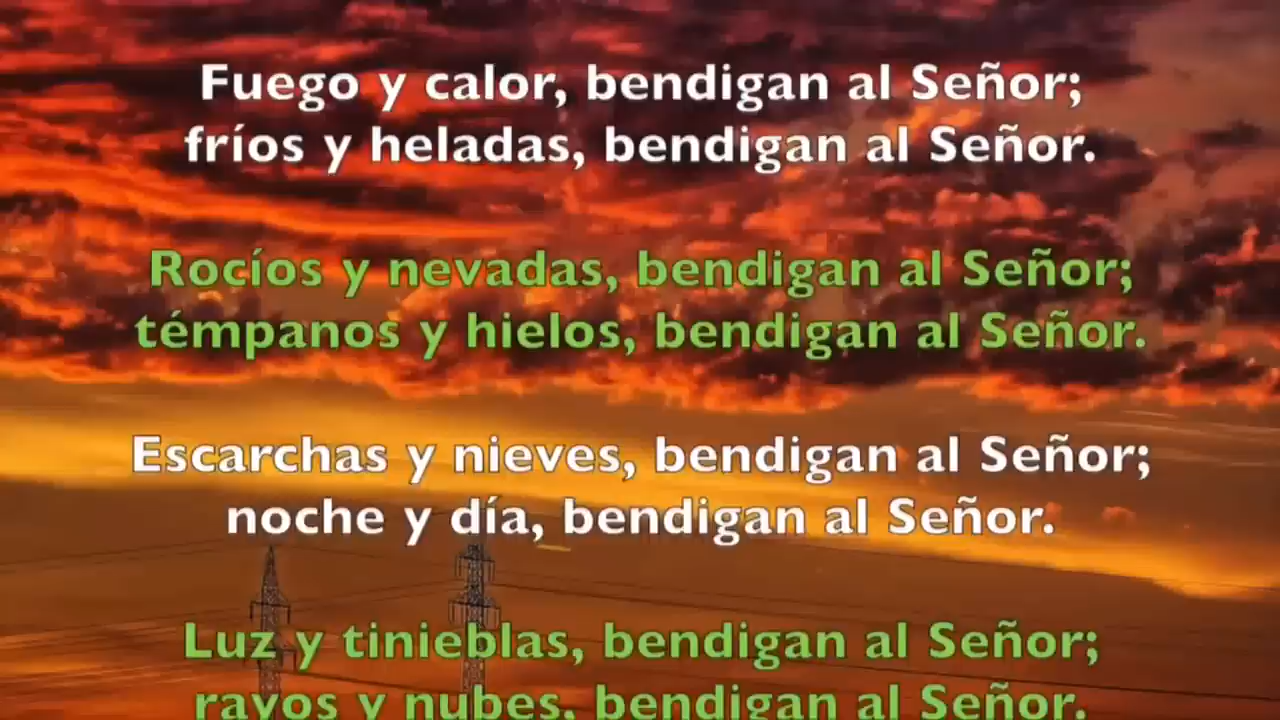 Fuego y calor, bendigan al Señor;
fríos y heladas, bendigan al Señor.
Rocíos y nevadas, bendigan al Señor;
témpanos y hielos, bendigan al Señor.
Escarchas y nieves, bendigan al Señor;
noche y día, bendigan al Señor.
Luz y tinieblas, bendigan al Señor;
rayos y nubes, bendigan al Señor.